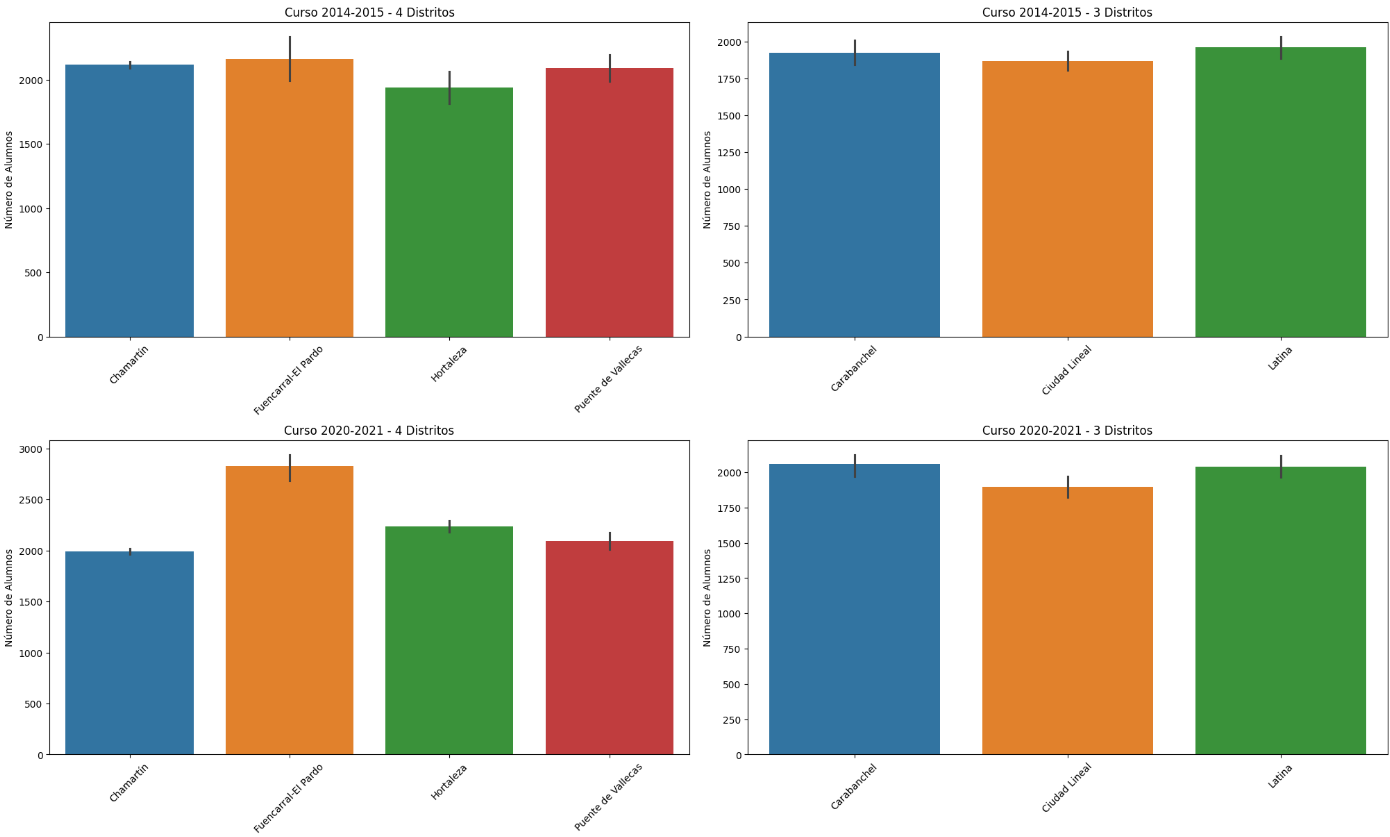 Curso 2014-2015 - 4 Distritos
Número de Alumnos
2000
1500
1000
500
0
Chamartín
Fuencarral-El Pardo
Hortaleza
Puente de Vallecas
Curso 2014-2015 - 3 Distritos
Número de Alumnos
2000
1750
1500
1250
1000
750
500
250
0
Carabanchel
Ciudad Lineal
Latina
Curso 2020-2021 - 4 Distritos
Número de Alumnos
3000
2500
2000
1500
1000
500
0
Chamartín
Fuencarral-El Pardo
Hortaleza
Puente de Vallecas
Curso 2020-2021 - 3 Distritos
Número de Alumnos
2000
1750
1500
1250
1000
750
500
250
0
Carabanchel
Ciudad Lineal
Latina